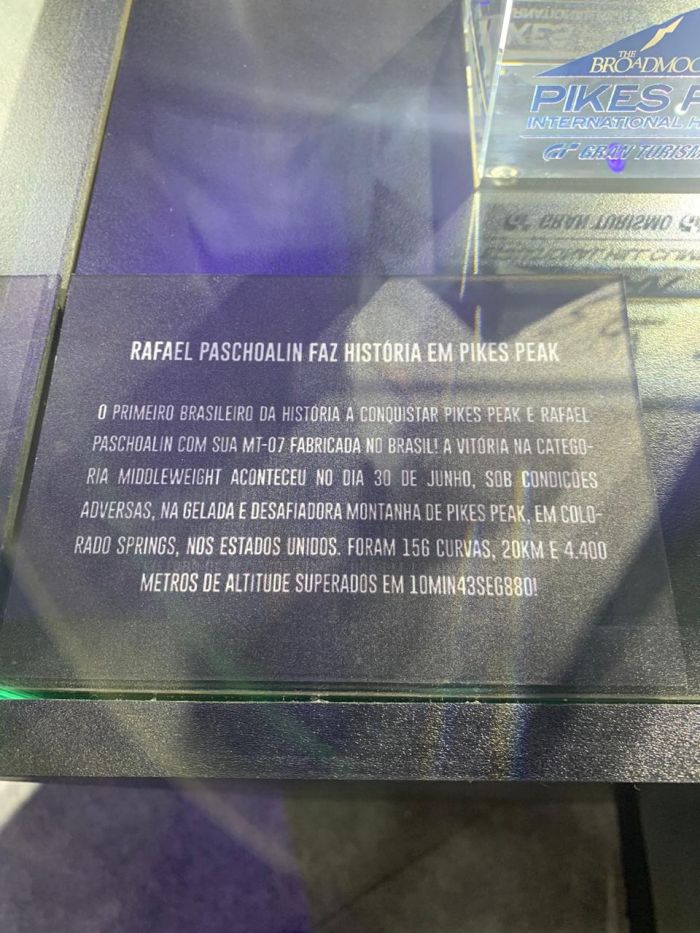 THE
BROADMOO
PIKES P
INTERNATIONAL H
GRAN TURISM
GRAN TURISMO
RAFAEL PASCHOALIN FAZ HISTÓRIA EM PIKES PEAK
O PRIMEIRO BRASILEIRO DA HISTÓRIA A CONQUISTAR PIKES PEAK E RAFAEL
PASCHOALIN COM SUA MT-07 FABRICADA NO BRASIL! A VITÓRIA NA CATEGO-
RIA MIDDLEWEIGHT ACONTECEU NO DIA 30 DE JUNHO, SOB CONDIÇÕES
ADVERSAS, NA GELADA E DESAFIADORA MONTANHA DE PIKES PEAK, EM COLO-
RADO SPRINGS, NOS ESTADOS UNIDOS. FORAM 156 CURVAS, 20KM E 4.400
METROS DE ALTITUDE SUPERADOS EM 10MIN43SEG880!